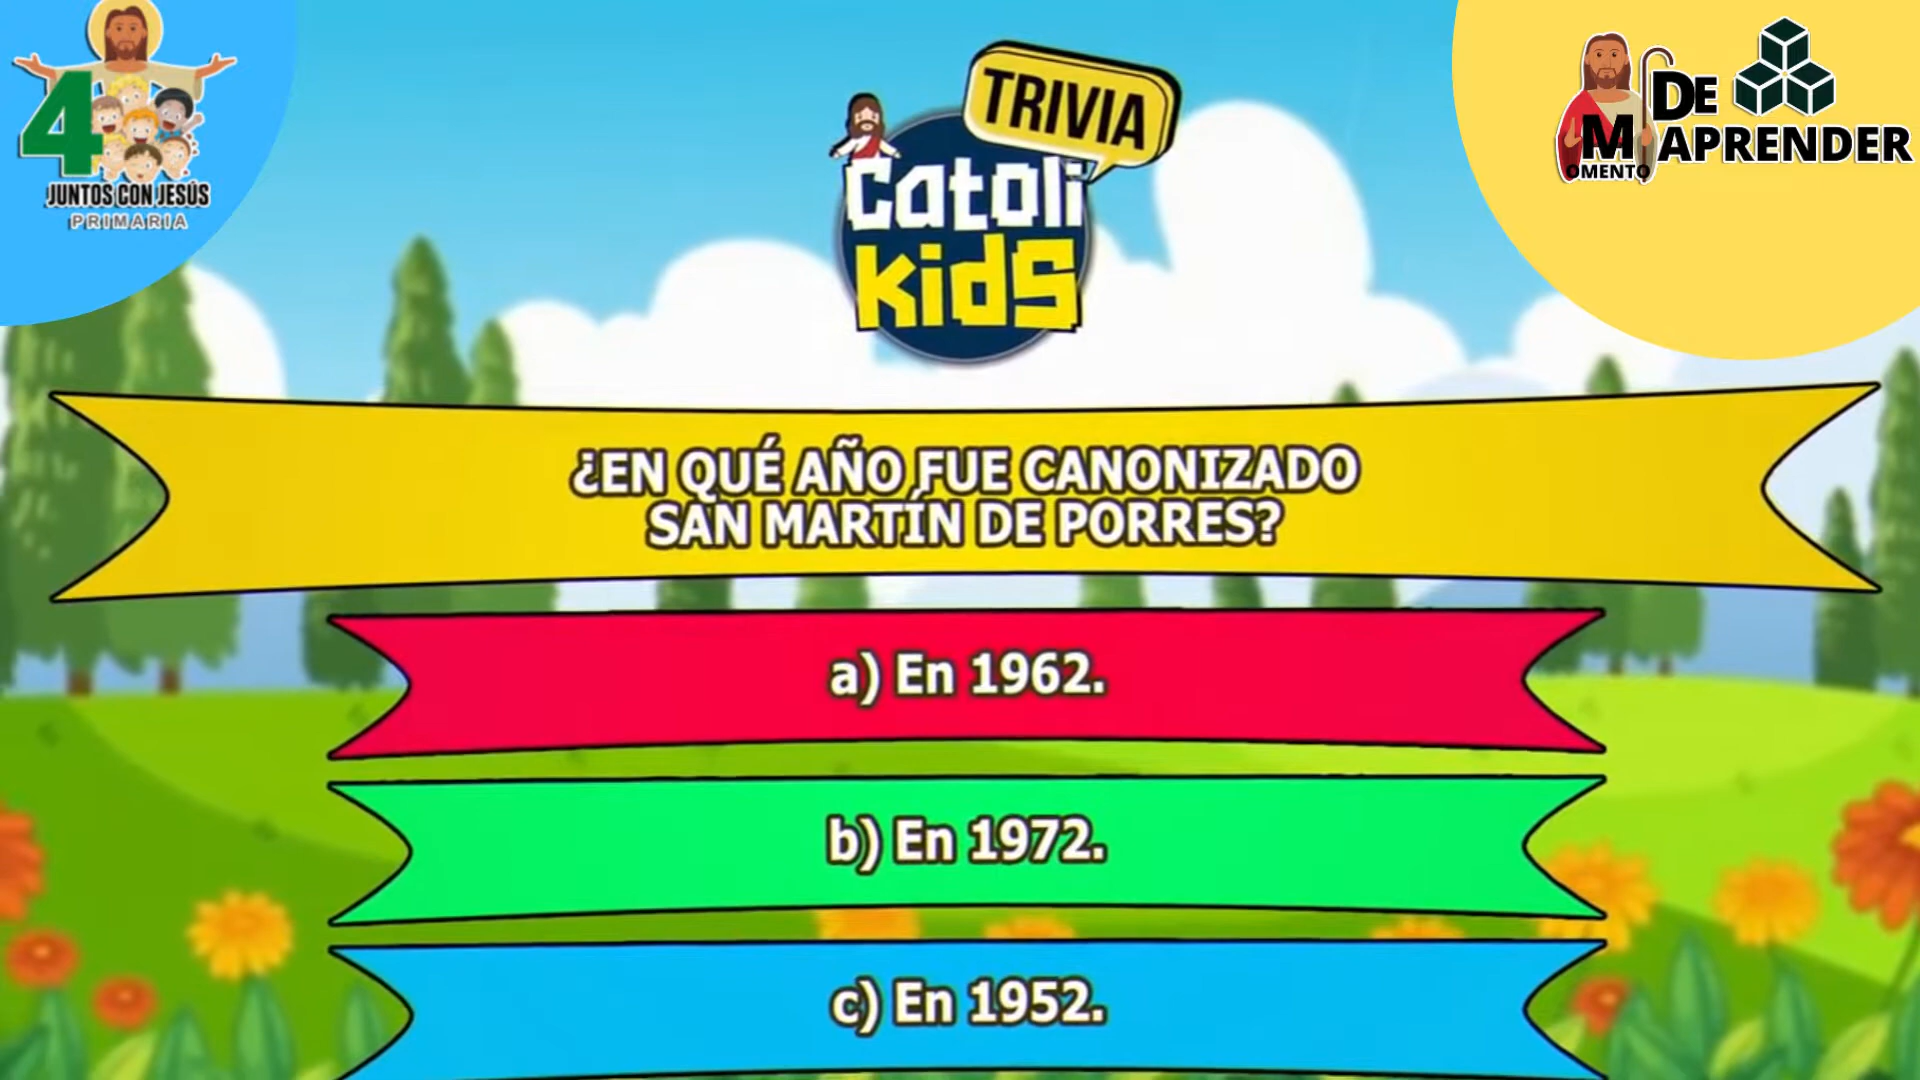 4
JUNTOS CON JESÚS
PRIMARIA
TRIVIA
Catoli
kidS
DE
MOMENTO
APRENDER
¿EN QUÉ AÑO FUE CANONIZADO
SAN MARTÍN DE PORRES?
a) En 1962.
b) En 1972.
c) En 1952.